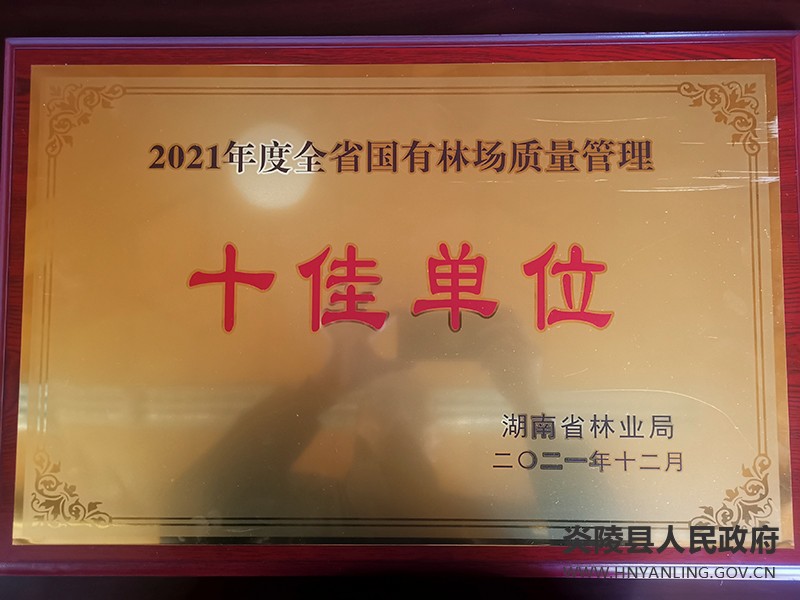 2021年度全省国有林场质量管理
十佳单位
湖南省林业局
二〇二一年十二月
炎陵县人民政府
WWW.HNYANLING.GOV.CN